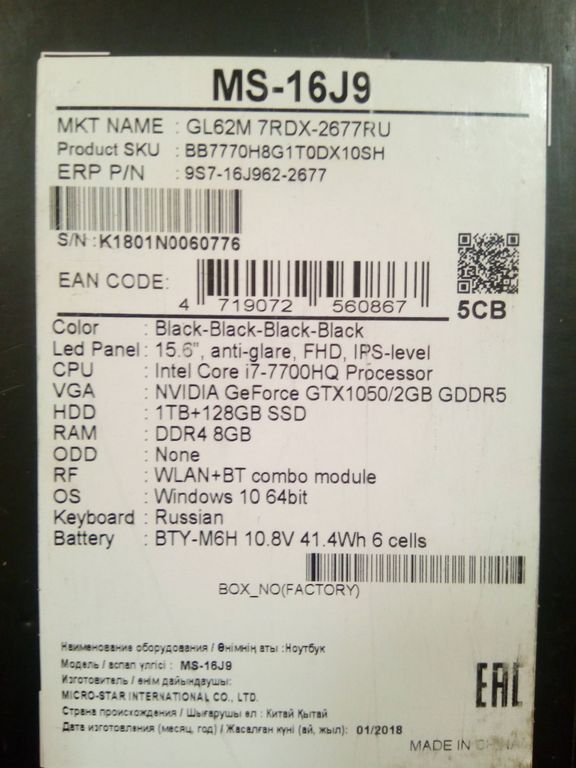 MS-16J9
MKT NAME : GL62M 7RDX-2677RU
Product SKU : BB7770H8G1T0DX10SH
ERP P/N : 9S7-16J962-2677
S/N :K1801N0060776
EAN CODE:
4 719072 560867
5CB
Color : Black-Black-Black-Black
Led Panel : 15.6", anti-glare, FHD, IPS-level
CPU : Intel Core i7-7700HQ Processor
VGA : NVIDIA GeForce GTX1050/2GB GDDR5
HDD : 1TB+128GB SSD
RAM : DDR4 8GB
ODD : None
RF : WLAN+BT combo module
OS : Windows 10 64bit
Keyboard : Russian
Battery : BTY-M6H 10.8V 41.4Wh 6 cells
BOX_NO(FACTORY)
Наименование оборудования / Өнімнің аты :Ноутбук
Модель / аспап үлгісі : MS-16J9
Изготовитель / өнім дайындаушы:
MICRO-STAR INTERNATIONAL CO., LTD.
Страна происхождения / Шығарушы ел : Китай Қытай
Дата изготовления (месяц, год) / Жасалған күні (ай, жыл): 01/2018
EAC
MADE IN CHINA